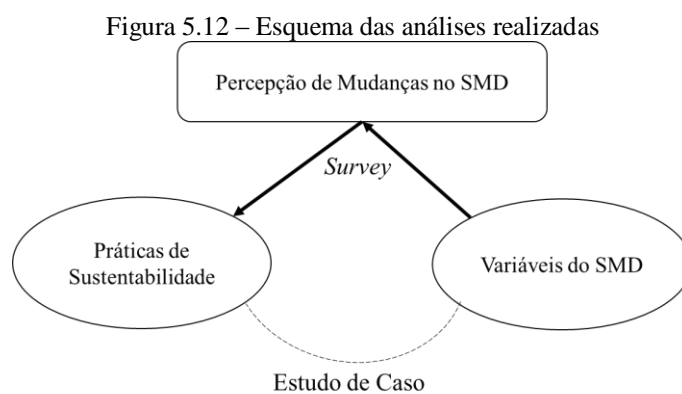 Figura 5.12 – Esquema das análises realizadas
Percepção de Mudanças no SMD
Survey
Práticas de
Sustentabilidade
Variáveis do SMD
Estudo de Caso